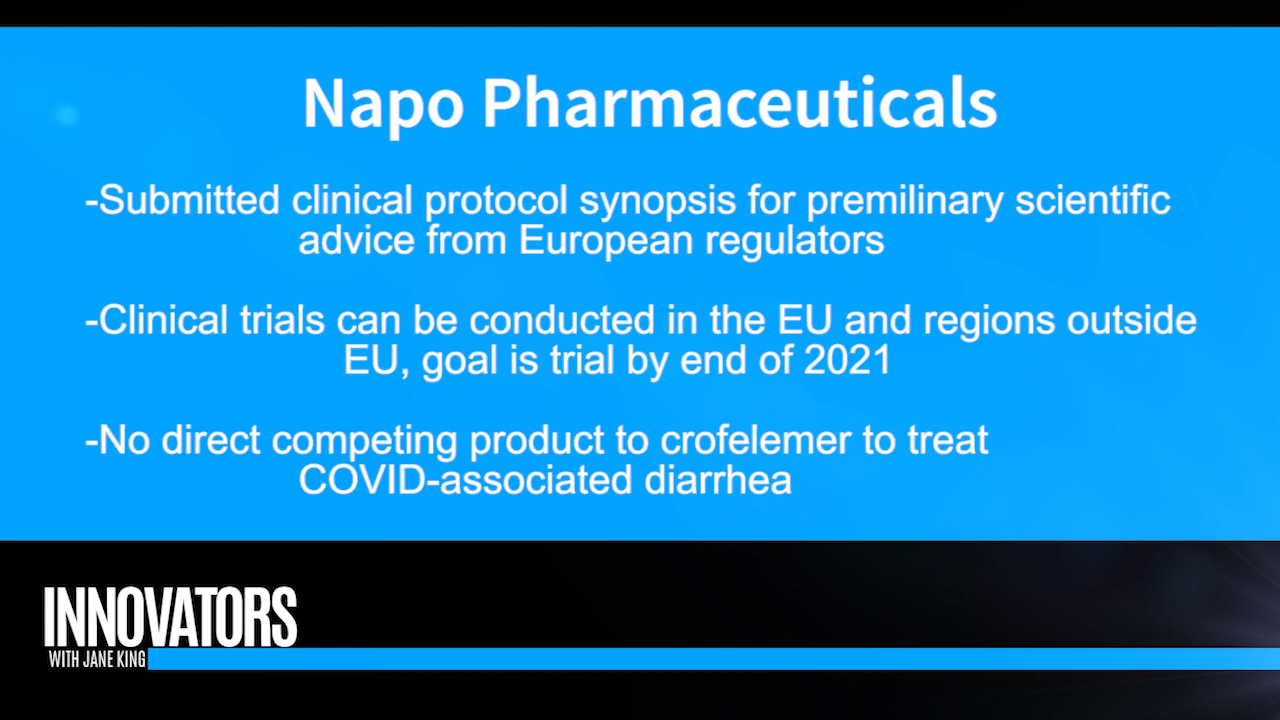 Napo Pharmaceuticals
-Submitted clinical protocol synopsis for premilinary scientific
advice from European regulators
-Clinical trials can be conducted in the EU and regions outside
EU, goal is trial by end of 2021
-No direct competing product to crofelemer to treat
COVID-associated diarrhea
INNOVATORS
WITH JANE KING